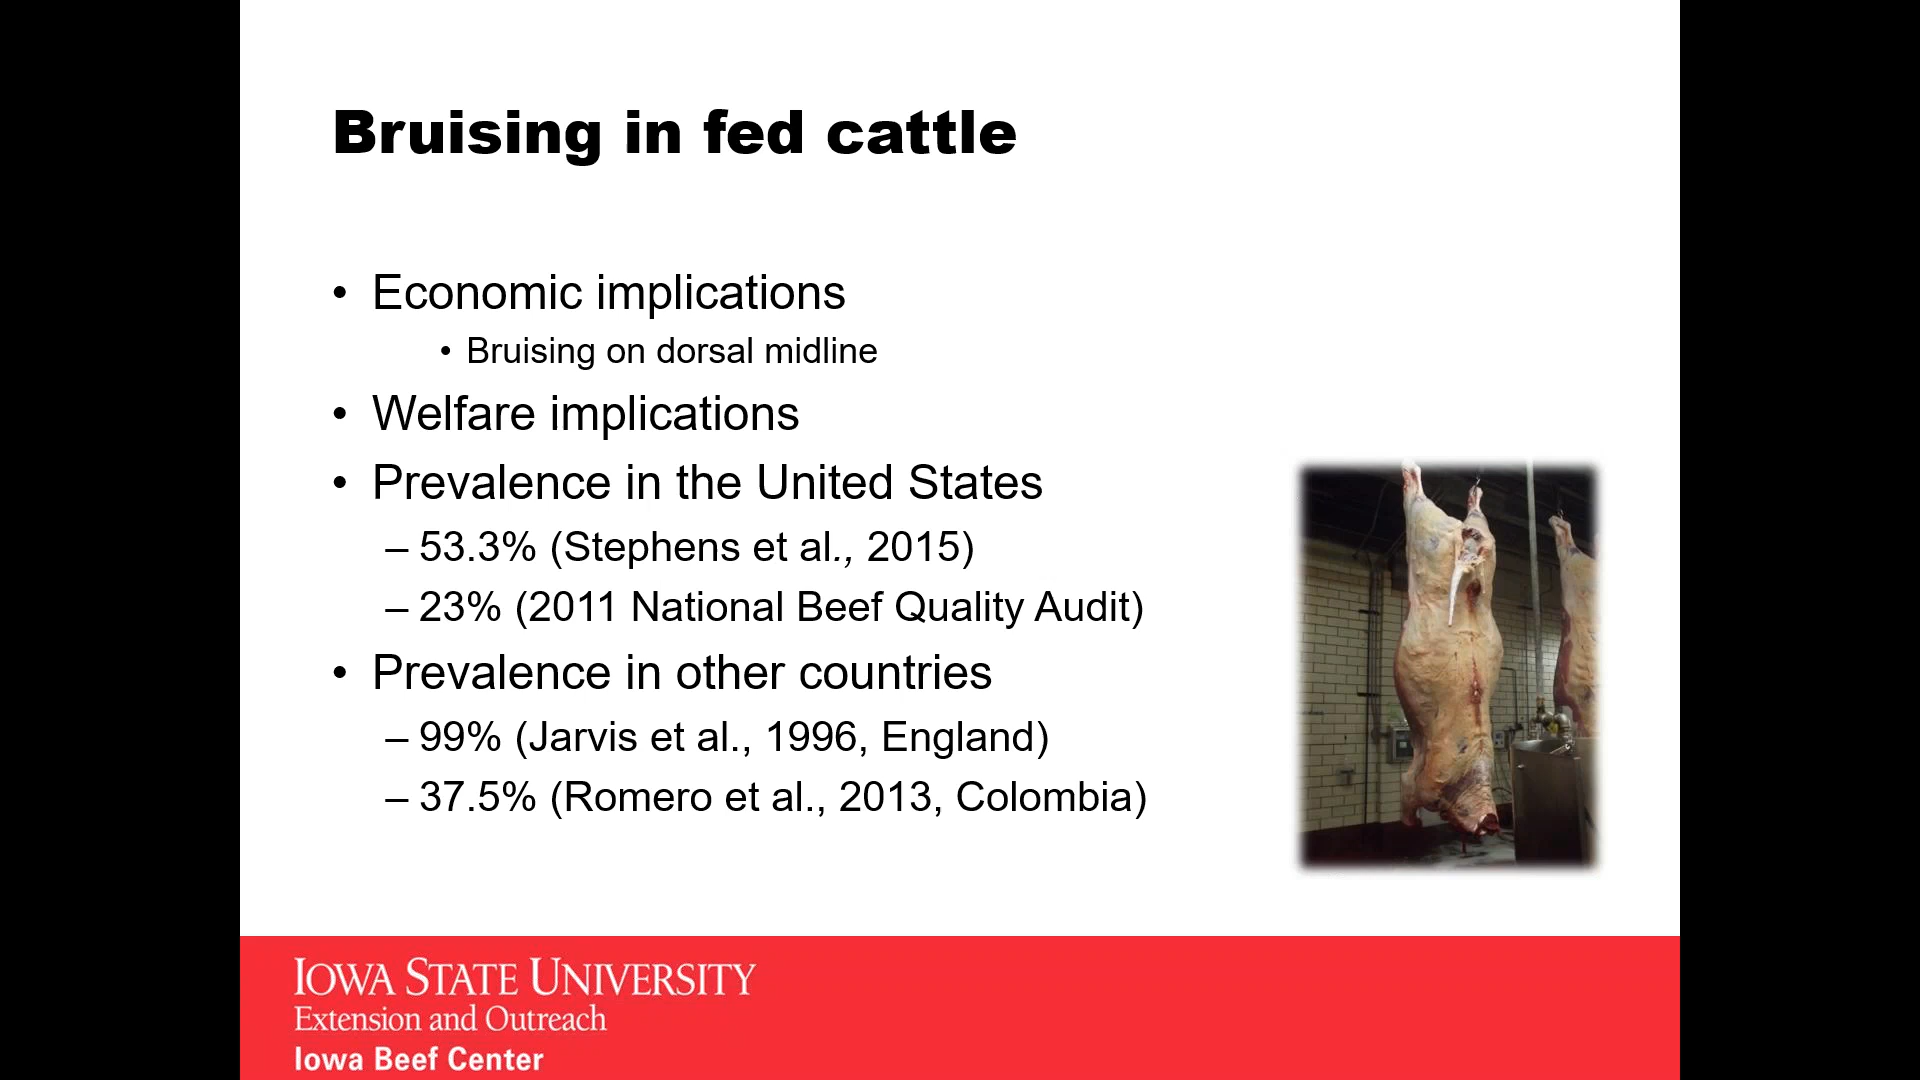 Bruising in fed cattle
• Economic implications
• Bruising on dorsal midline
• Welfare implications
• Prevalence in the United States
– 53.3% (Stephens et al., 2015)
– 23% (2011 National Beef Quality Audit)
• Prevalence in other countries
– 99% (Jarvis et al., 1996, England)
– 37.5% (Romero et al., 2013, Colombia)
IOWA STATE UNIVERSITY
Extension and Outreach
Iowa Beef Center